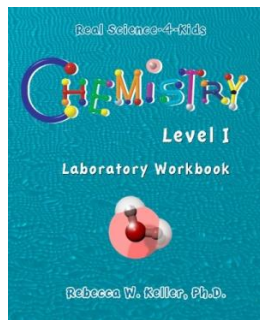 Real Science-4-Kids
CHEMiSTRY
Level I
Laboratory Workbook
Rebecca W. Keller, Ph.D.